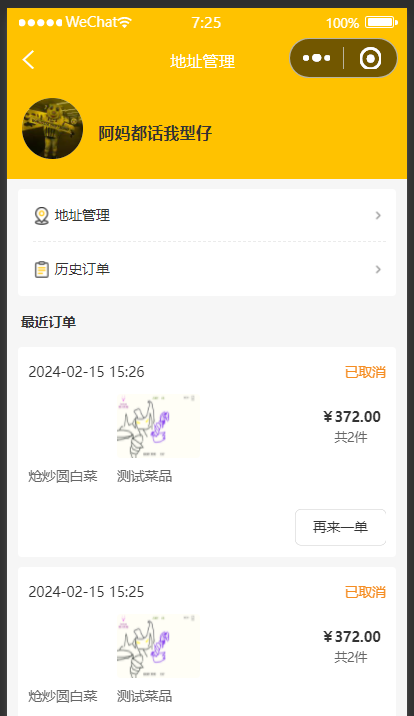 WeChat 7:25 100%
地址管理
阿妈都话我型仔
地址管理
历史订单
最近订单
2024-02-15 15:26 已取消
￥372.00
共2件
炝炒圆白菜 测试菜品
再来一单
2024-02-15 15:25 已取消
￥372.00
共2件
炝炒圆白菜 测试菜品